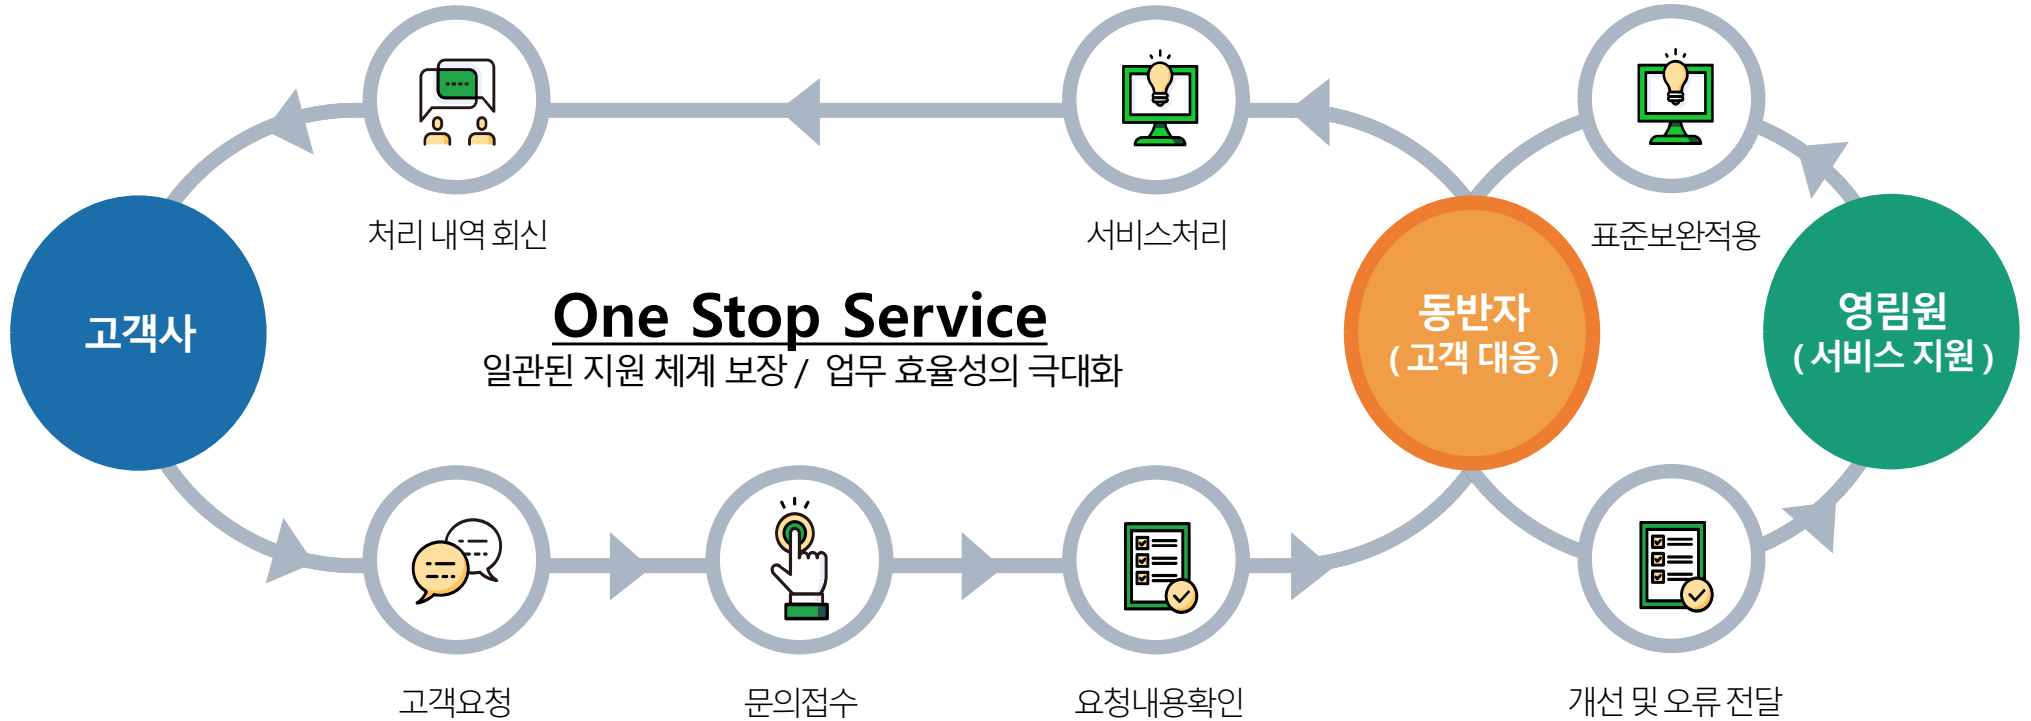 처리 내역 회신
서비스처리
표준보완적용
고객사
One Stop Service
일관된 지원 체계 보장 / 업무 효율성의 극대화
동반자
( 고객 대응 )
영림원
( 서비스 지원 )
고객요청
문의접수
요청내용확인
개선 및 오류 전달